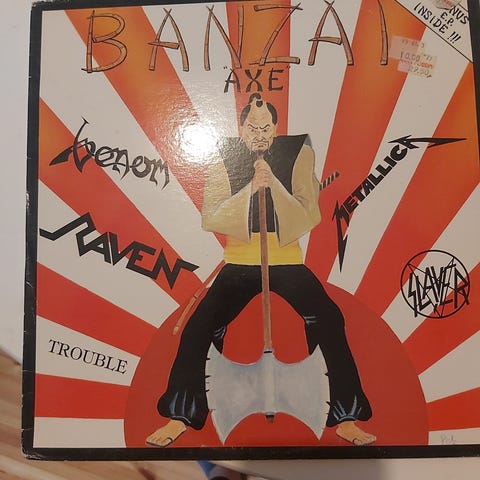 BANZAI
AXE
E.P.
INSIDE !!!
venom
METALLICA
RAVEN
SLAYER
TROUBLE